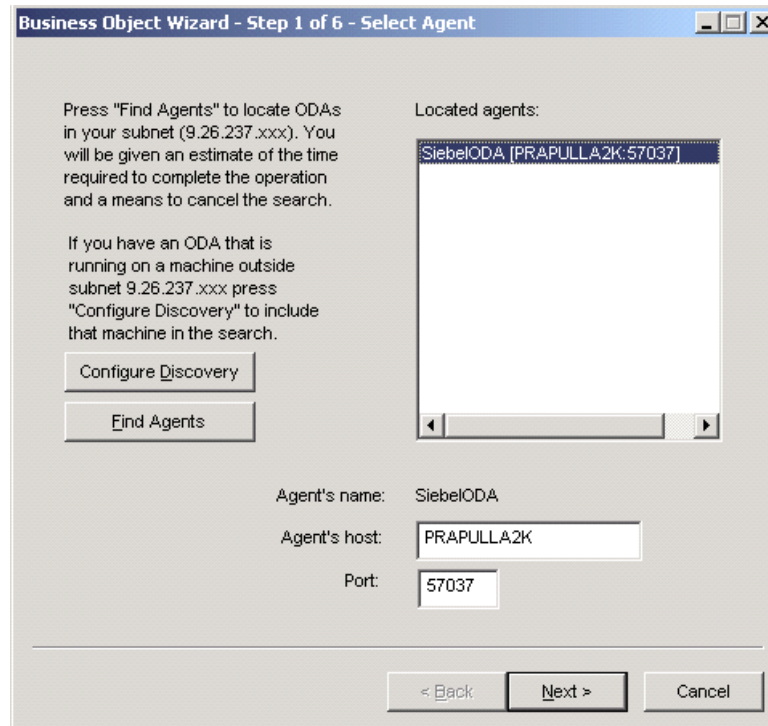 Business Object Wizard - Step 1 of 6 - Select Agent
Press "Find Agents" to locate ODAs
in your subnet (9.26.237.xxx). You
will be given an estimate of the time
required to complete the operation
and a means to cancel the search.
If you have an ODA that is
running on a machine outside
subnet 9.26.237.xxx press
"Configure Discovery" to include
that machine in the search.
Configure Discovery
Find Agents
Located agents:
SiebelODA [PRAPULLA2K:57037]
Agent's name: SiebelODA
Agent's host: PRAPULLA2K
Port: 57037
< Back Next > Cancel